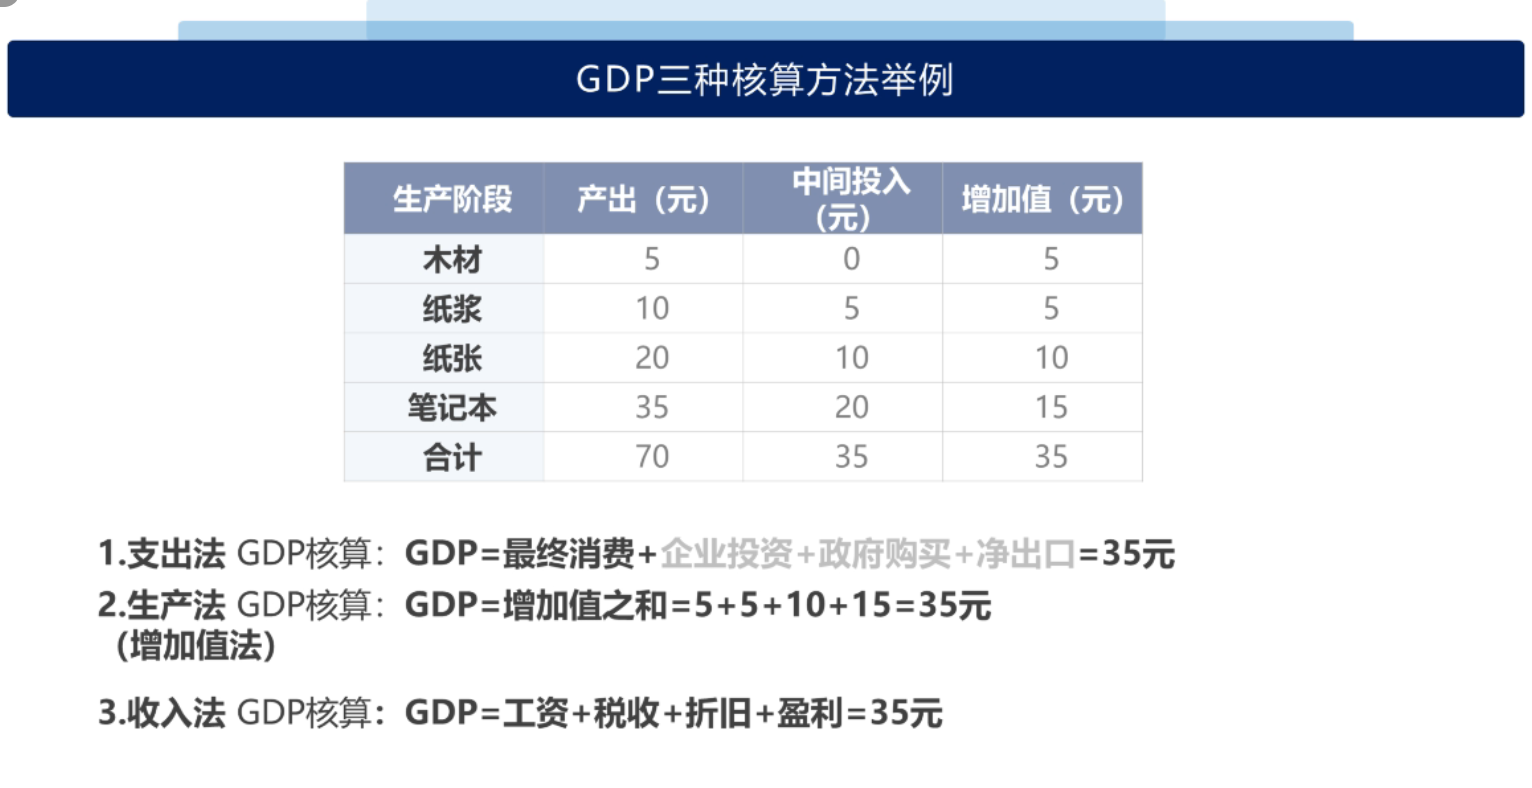 GDP三种核算方法举例
生产阶段 产出（元） 中间投入（元） 增加值（元）
木材 5 0 5
纸浆 10 5 5
纸张 20 10 10
笔记本 35 20 15
合计 70 35 35
1.支出法 GDP核算：GDP=最终消费+企业投资+政府购买+净出口=35元
2.生产法 GDP核算：GDP=增加值之和=5+5+10+15=35元
（增加值法）
3.收入法 GDP核算：GDP=工资+税收+折旧+盈利=35元